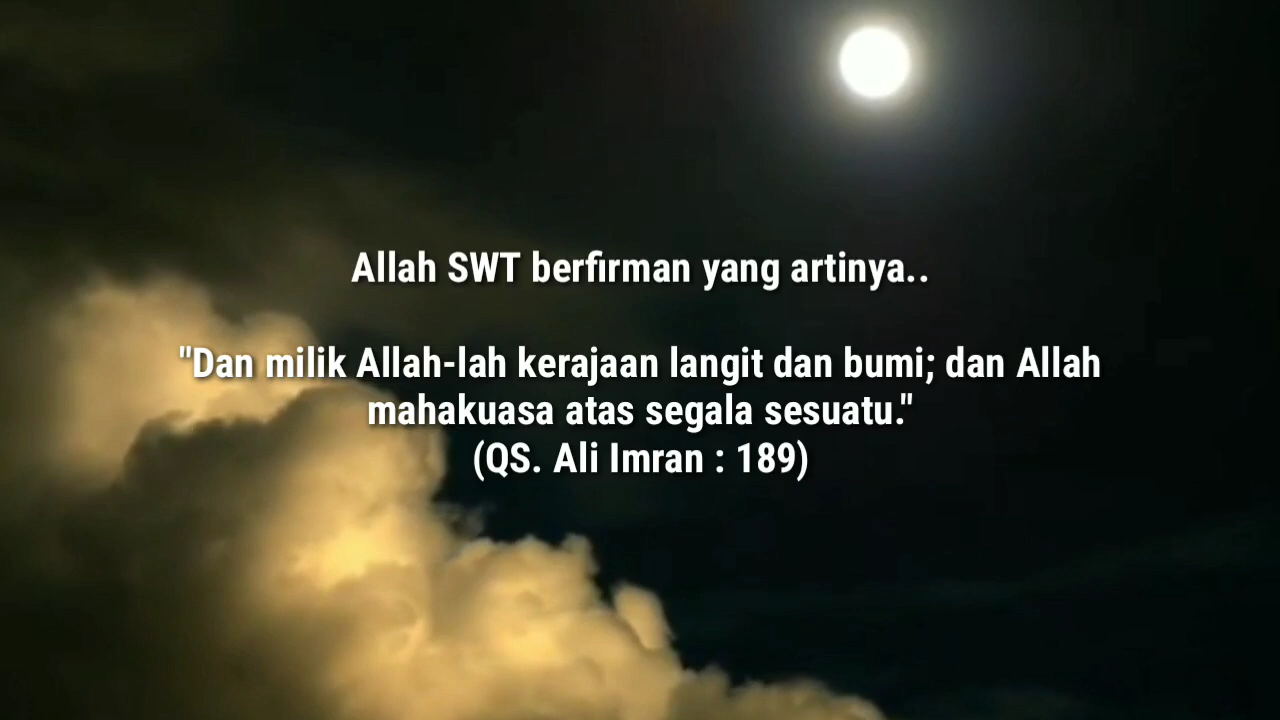 Allah SWT berfirman yang artinya..
"Dan milik Allah-lah kerajaan langit dan bumi; dan Allah
mahakuasa atas segala sesuatu."
(QS. Ali Imran : 189)